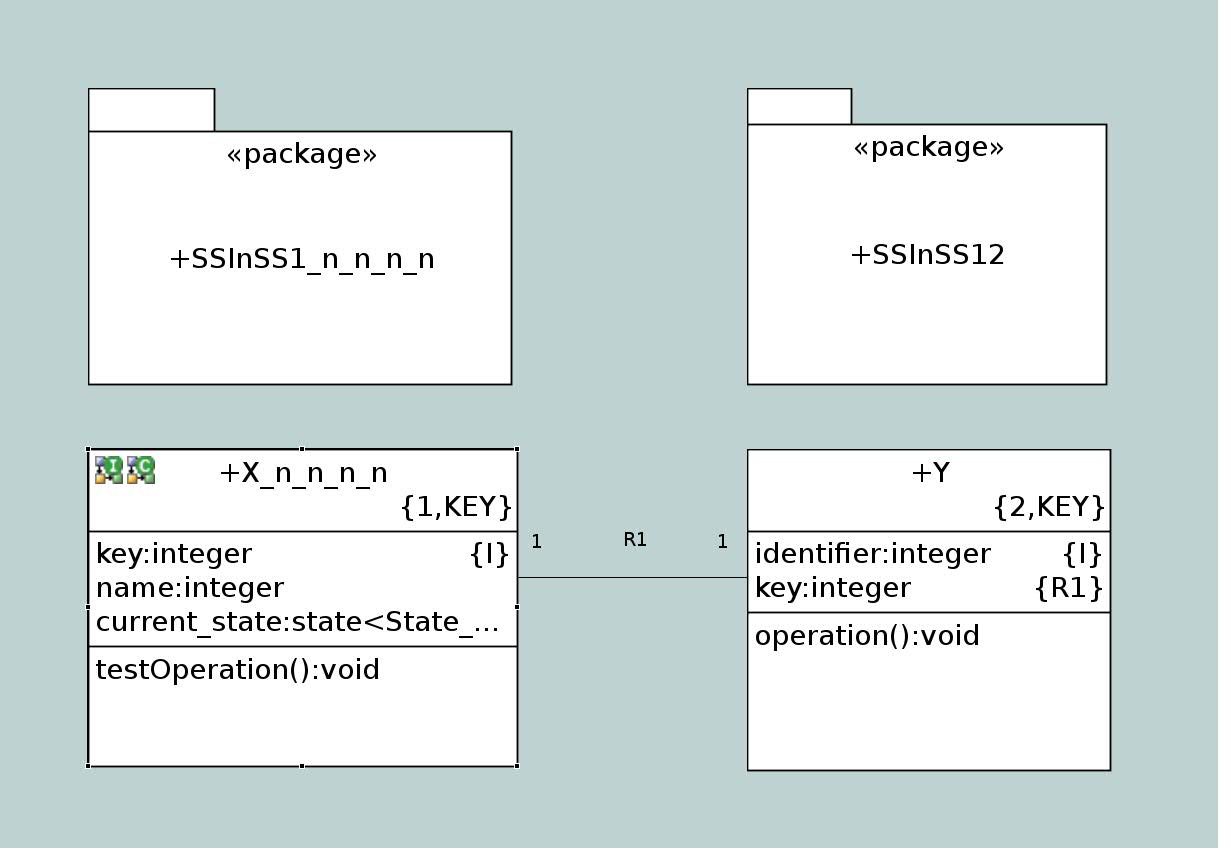 «package»
+SSInSS1_n_n_n_n
«package»
+SSInSS12
I C
+X_n_n_n_n
{1,KEY}
key:integer {I}
name:integer
current_state:state<State_...
testOperation():void
1 R1 1
+Y
{2,KEY}
identifier:integer {I}
key:integer {R1}
operation():void